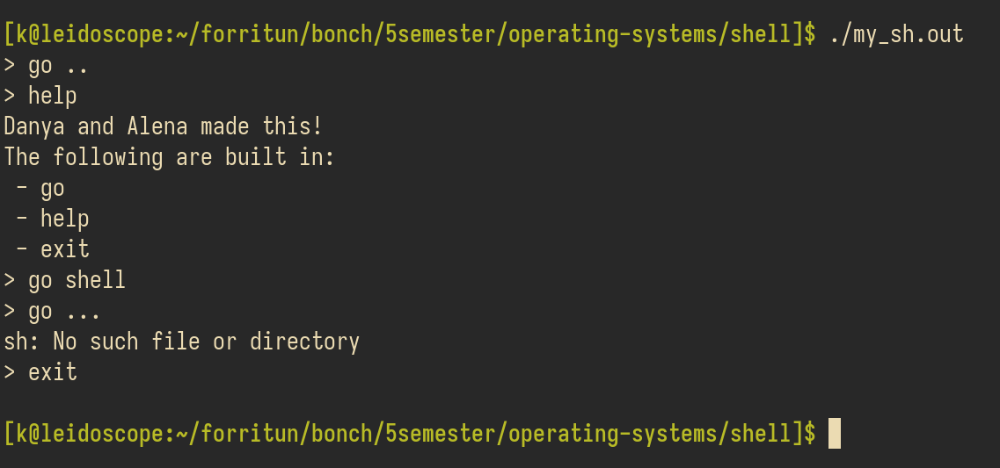 [k@leidoscope:~/forritun/bonch/5semester/operating-systems/shell]$ ./my_sh.out
> go ..
> help
Danya and Alena made this!
The following are built in:
 - go
 - help
 - exit
> go shell
> go ...
sh: No such file or directory
> exit
[k@leidoscope:~/forritun/bonch/5semester/operating-systems/shell]$